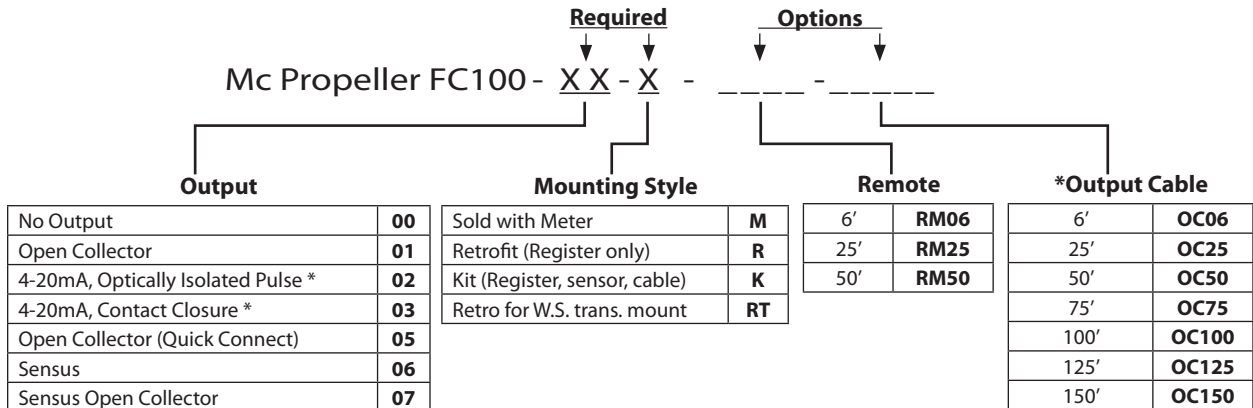 Required Options
Mc Propeller FC100 - X X - X - _ _ _ _ - _ _ _ _ _
Output
No Output 00
Open Collector 01
4-20mA, Optically Isolated Pulse * 02
4-20mA, Contact Closure * 03
Open Collector (Quick Connect) 05
Sensus 06
Sensus Open Collector 07
Mounting Style
Sold with Meter M
Retrofit (Register only) R
Kit (Register, sensor, cable) K
Retro for W.S. trans. mount RT
Remote
6′ RM06
25′ RM25
50′ RM50
*Output Cable
6′ OC06
25′ OC25
50′ OC50
75′ OC75
100′ OC100
125′ OC125
150′ OC150